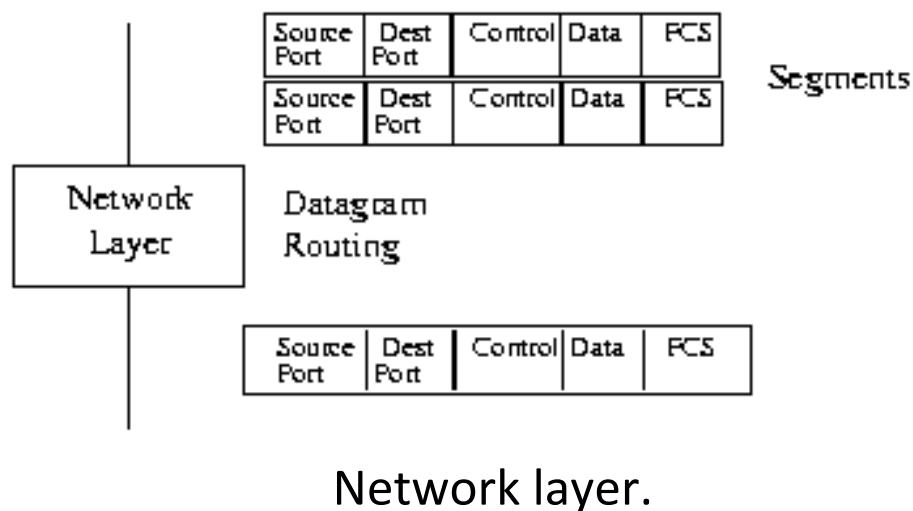 Source Port Dest Port Control Data FCS
Segments
Source Port Dest Port Control Data FCS
Network Layer
Datagram Routing
Source Port Dest Port Control Data FCS
Network layer.